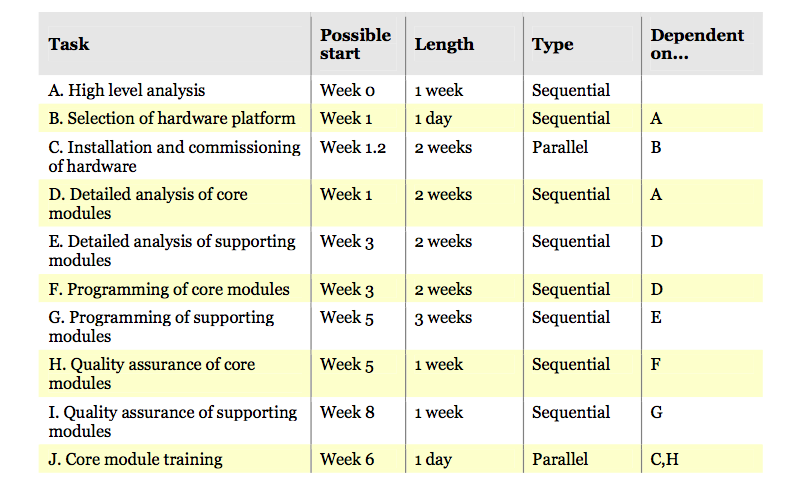 Task Possible start Length Type Dependent on...
A. High level analysis Week 0 1 week Sequential
B. Selection of hardware platform Week 1 1 day Sequential A
C. Installation and commissioning of hardware Week 1.2 2 weeks Parallel B
D. Detailed analysis of core modules Week 1 2 weeks Sequential A
E. Detailed analysis of supporting modules Week 3 2 weeks Sequential D
F. Programming of core modules Week 3 2 weeks Sequential D
G. Programming of supporting modules Week 5 3 weeks Sequential E
H. Quality assurance of core modules Week 5 1 week Sequential F
I. Quality assurance of supporting modules Week 8 1 week Sequential G
J. Core module training Week 6 1 day Parallel C,H